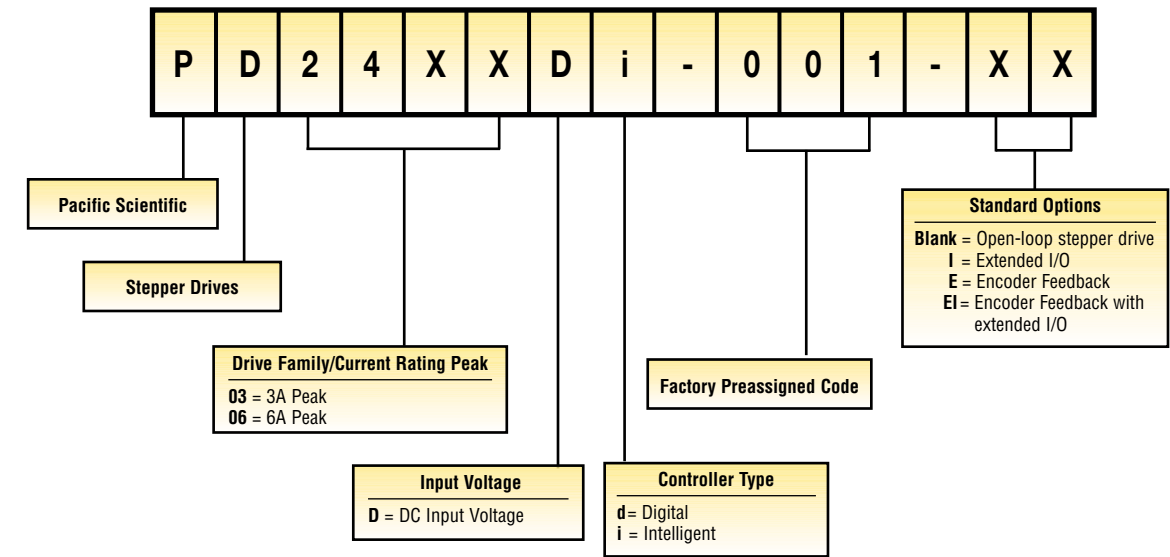 P D 2 4 X X D i - 0 0 1 - X X
Pacific Scientific
Stepper Drives
Drive Family/Current Rating Peak
03 = 3A Peak
06 = 6A Peak
Input Voltage
D = DC Input Voltage
Controller Type
d= Digital
i = Intelligent
Factory Preassigned Code
Standard Options
Blank = Open-loop stepper drive
I = Extended I/O
E = Encoder Feedback
EI= Encoder Feedback with
extended I/O